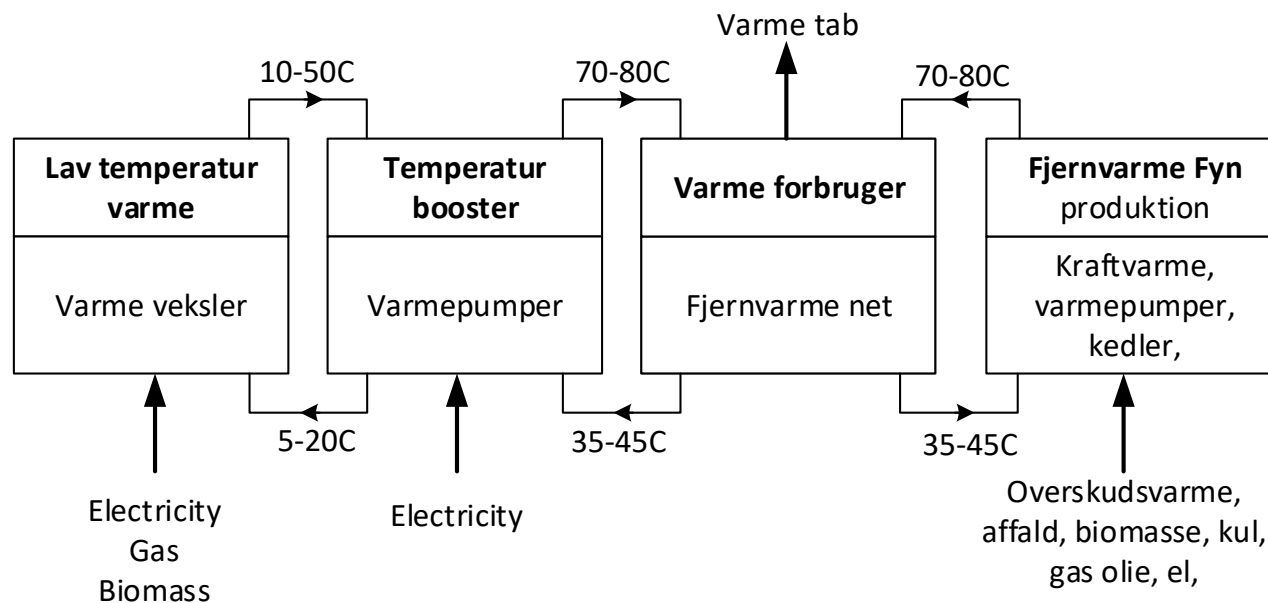 Varme tab
10-50C
70-80C
70-80C
Lav temperatur
varme
Temperatur
booster
Varme forbruger
Fjernvarme Fyn
produktion
Varme veksler
Varmepumper
Fjernvarme net
Kraftvarme,
varmepumper,
kedler,
5-20C
35-45C
35-45C
Electricity
Gas
Biomass
Electricity
Overskudsvarme,
affald, biomasse, kul,
gas olie, el,